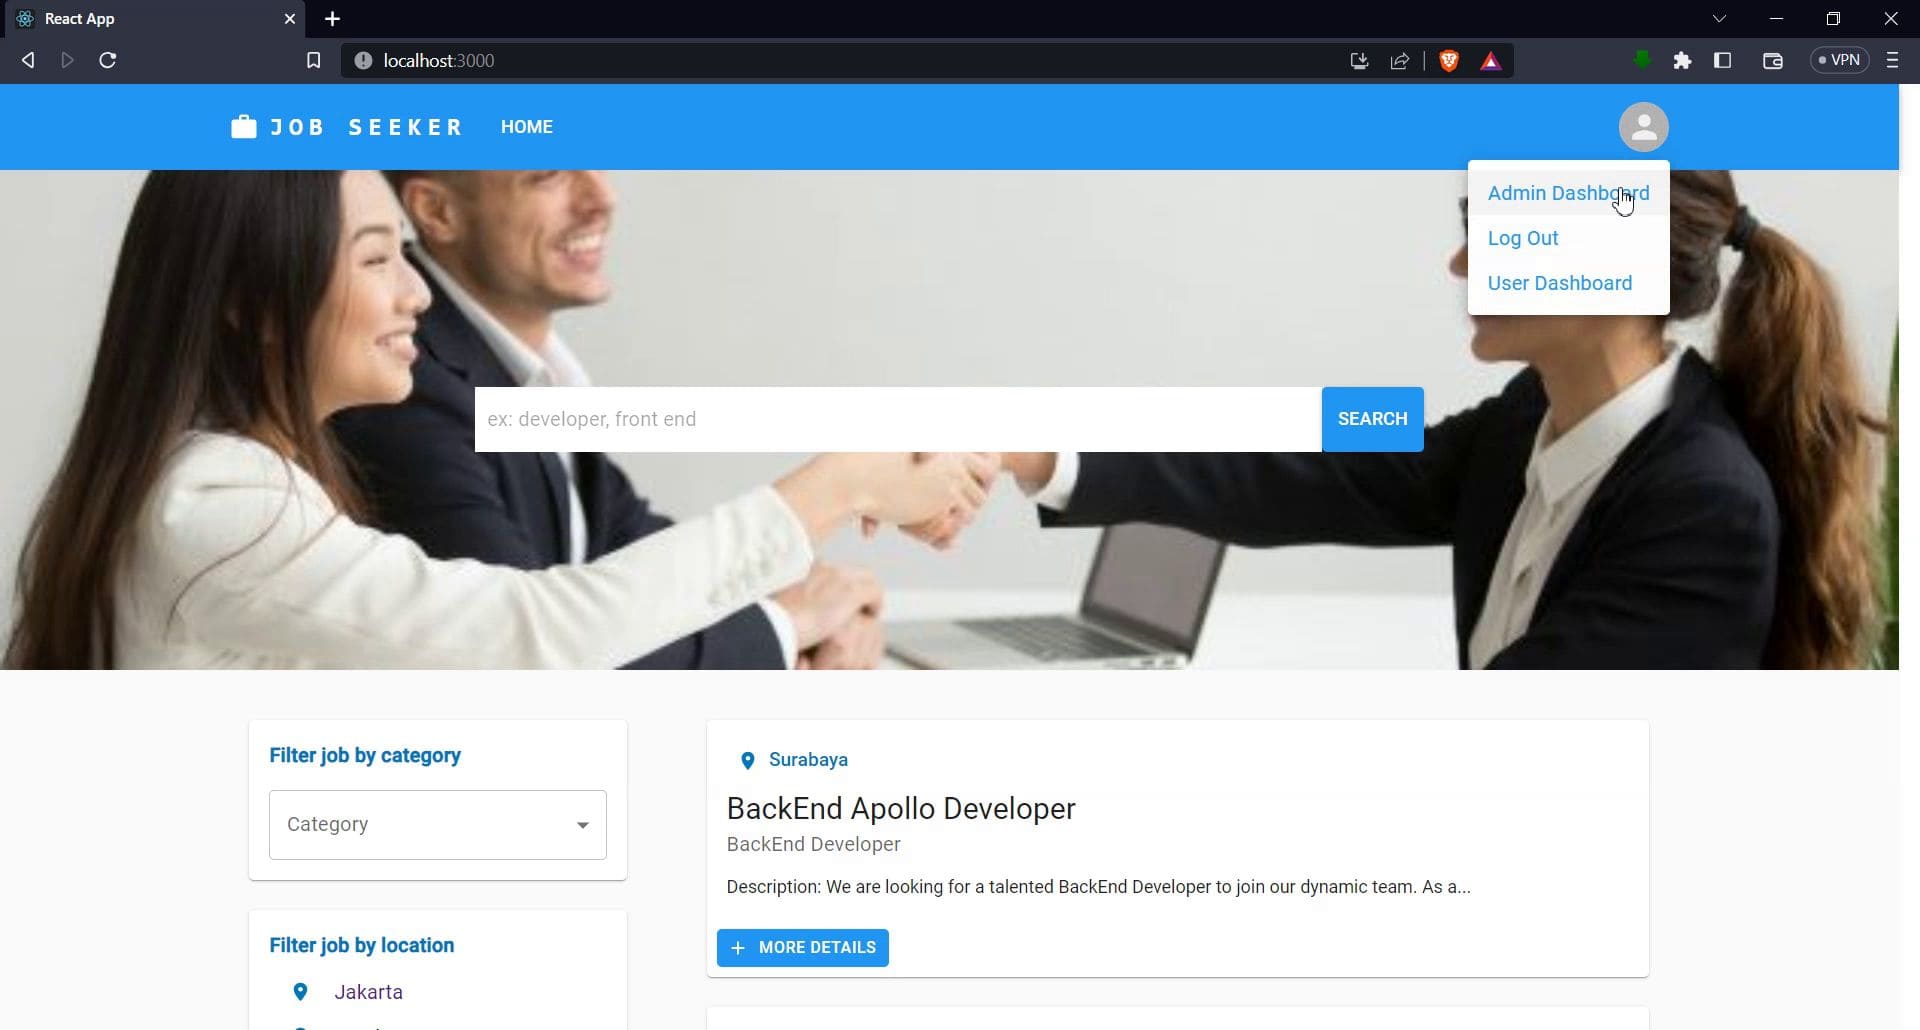 React App
localhost:3000
VPN
JOB SEEKER
HOME
Admin Dashboard
Log Out
User Dashboard
ex: developer, front end
SEARCH
Filter job by category
Category
Filter job by location
Jakarta
Surabaya
BackEnd Apollo Developer
BackEnd Developer
Description: We are looking for a talented BackEnd Developer to join our dynamic team. As a...
+ MORE DETAILS